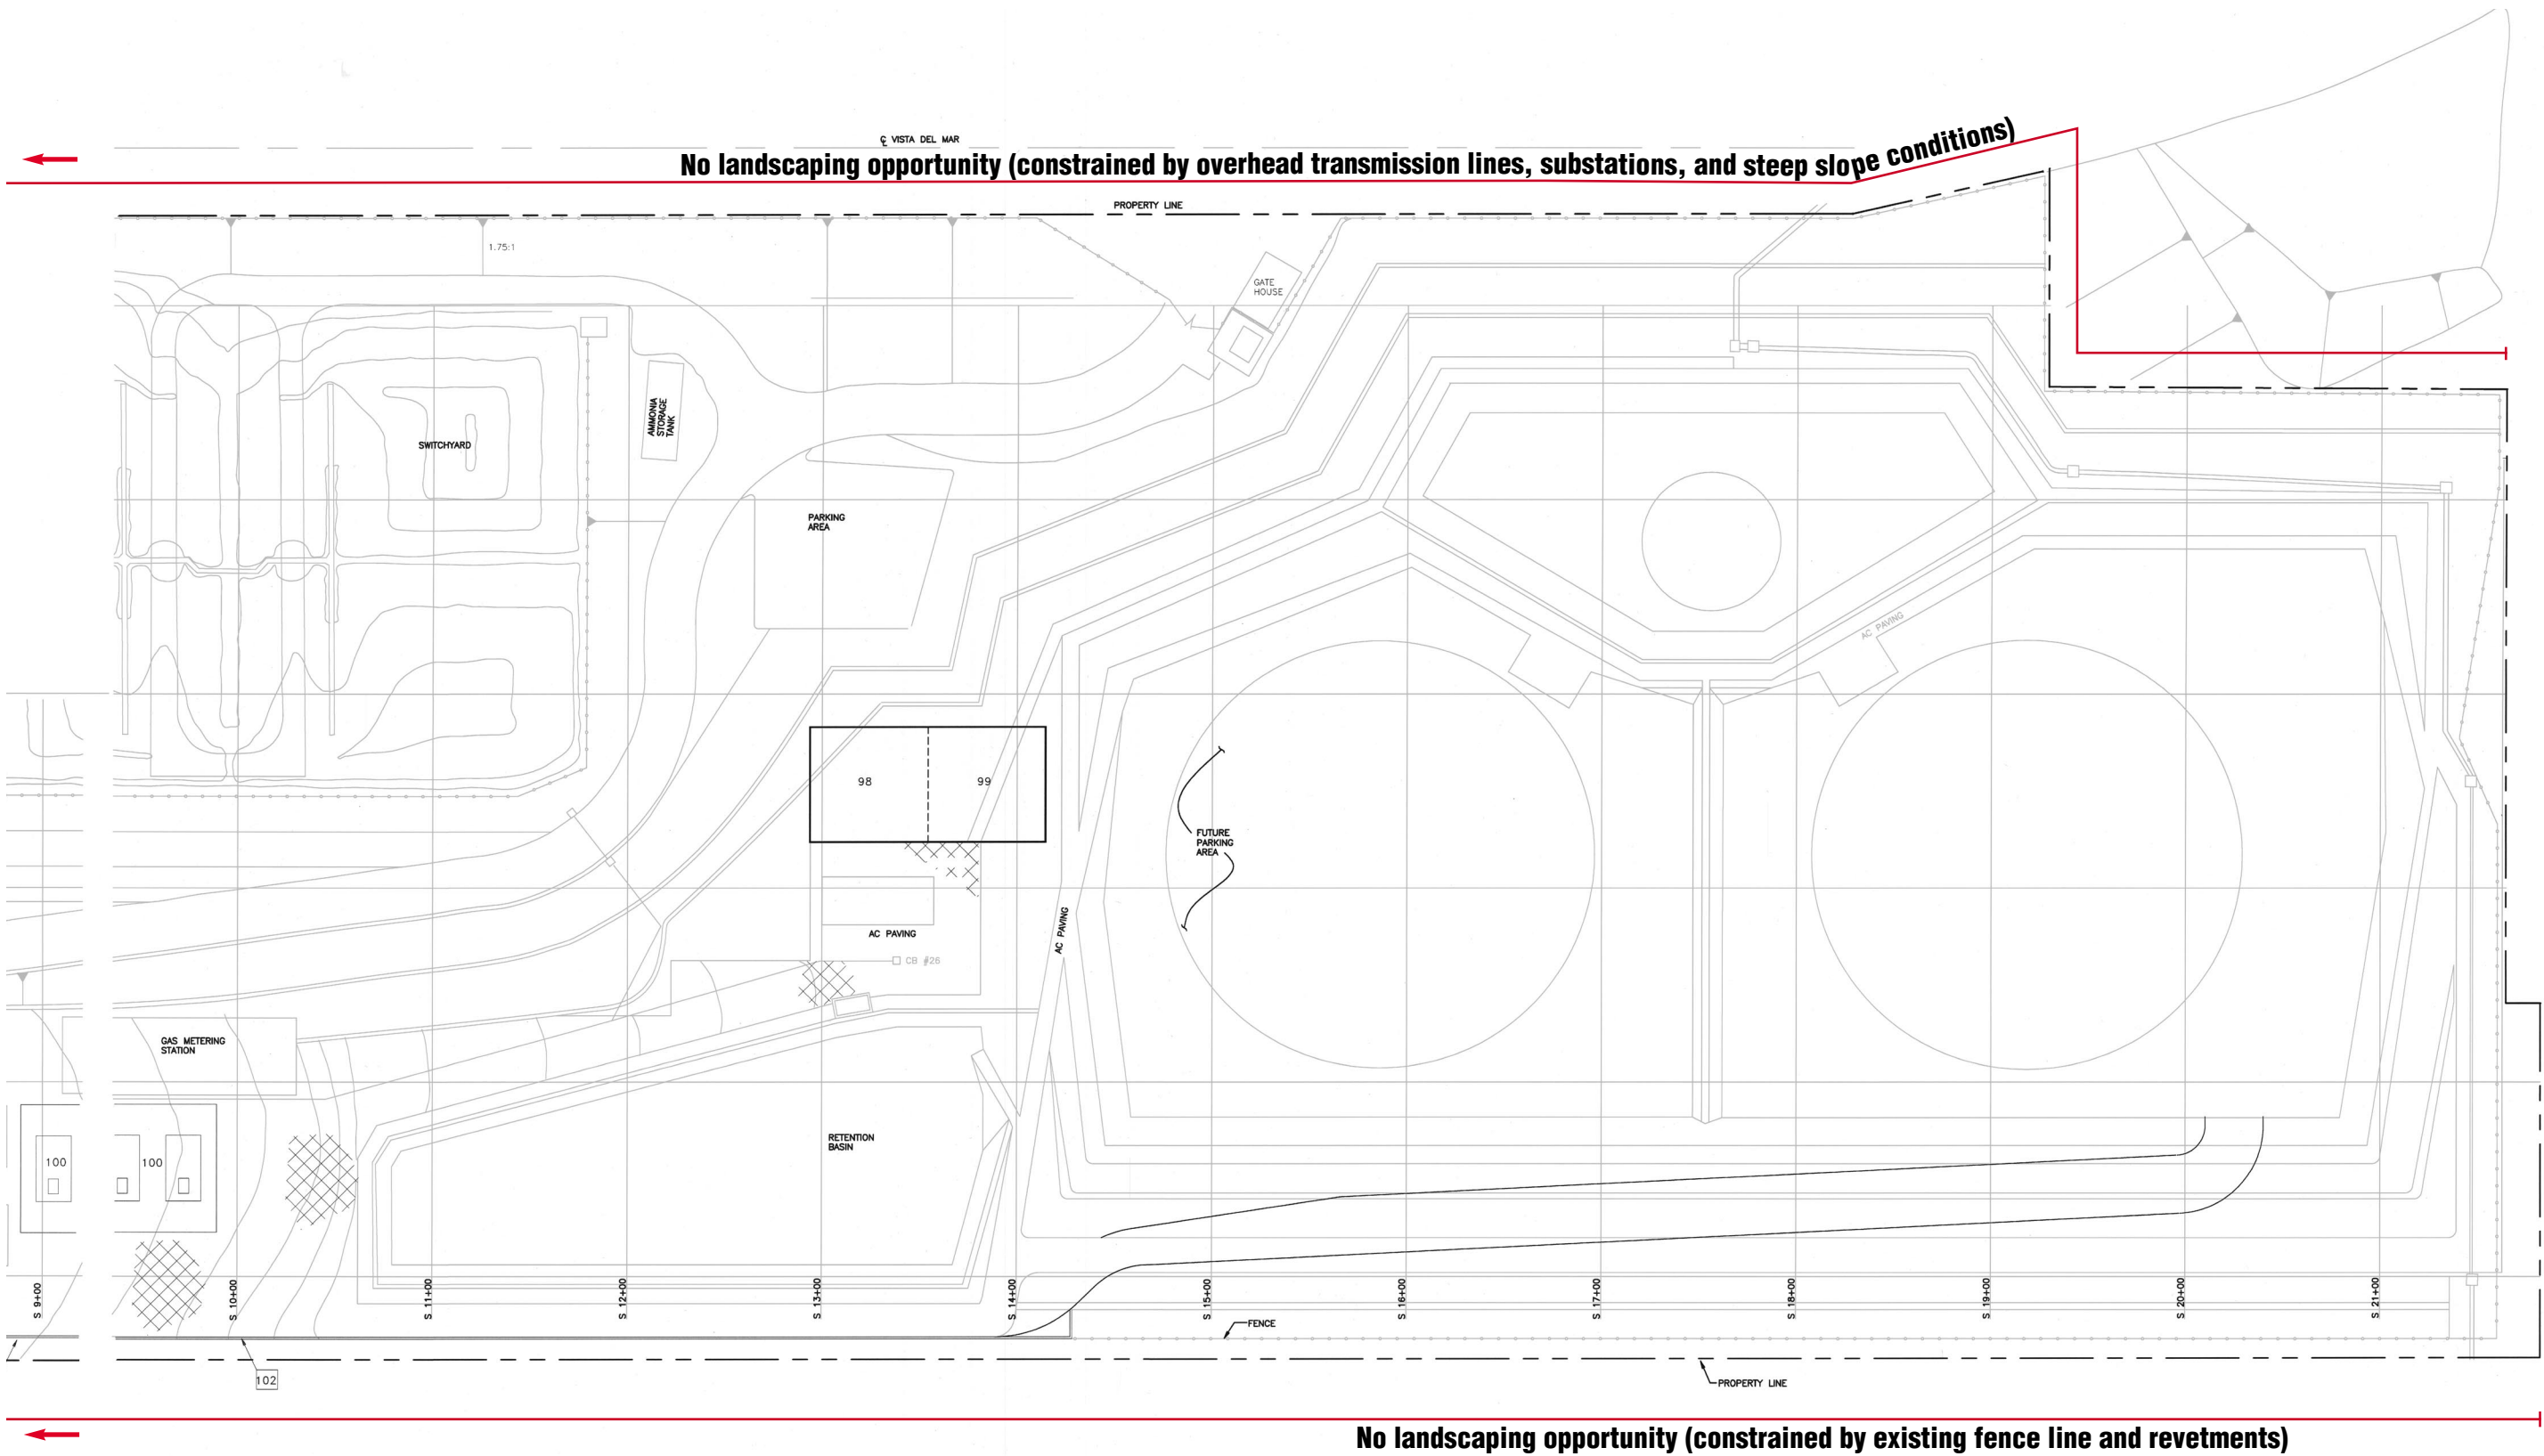 ℄ VISTA DEL MAR
No landscaping opportunity (constrained by overhead transmission lines, substations, and steep slope conditions)
PROPERTY LINE
1.75:1
GATE
HOUSE
AMMONIA
STORAGE
TANK
SWITCHYARD
PARKING
AREA
AC PAVING
98
99
FUTURE
PARKING
AREA
AC PAVING
AC PAVING
CB #26
GAS METERING
STATION
RETENTION
BASIN
100
100
S 9+00
S 10+00
S 11+00
S 12+00
S 13+00
S 14+00
S 15+00
S 16+00
S 17+00
S 18+00
S 19+00
S 20+00
S 21+00
FENCE
102
PROPERTY LINE
No landscaping opportunity (constrained by existing fence line and revetments)